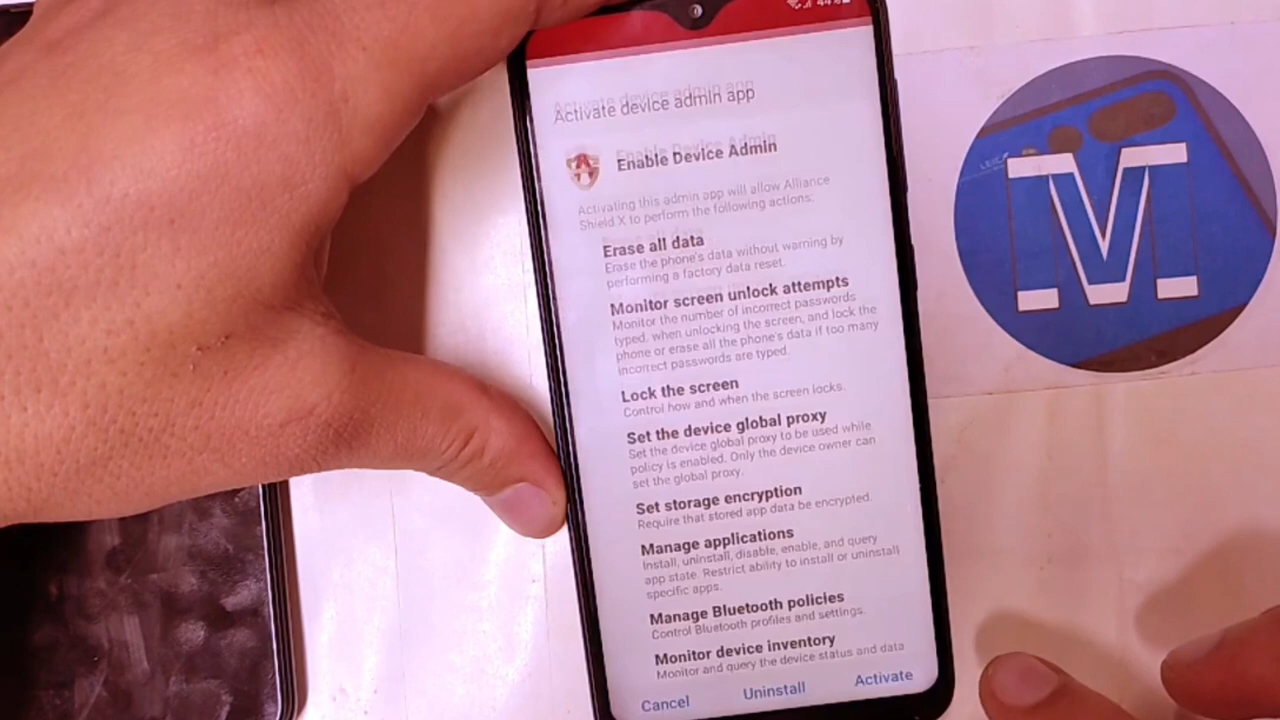 Activate device admin app
Enable Device Admin
Activating this admin app will allow Alliance
Shield X to perform the following actions:
Erase all data
Erase the phone's data without warning by
performing a factory data reset.
Monitor screen unlock attempts
Monitor the number of incorrect passwords
typed, when unlocking the screen, and lock the
phone or erase all the phone's data if too many
incorrect passwords are typed.
Lock the screen
Control how and when the screen locks.
Set the device global proxy
Set the device global proxy to be used while
policy is enabled. Only the device owner can
set the global proxy.
Set storage encryption
Require that stored app data be encrypted.
Manage applications
Install, uninstall, disable, enable, and query
app state. Restrict ability to install or uninstall
specific apps.
Manage Bluetooth policies
Control Bluetooth profiles and settings.
Monitor device inventory
Monitor and query the device status and data
Cancel Uninstall Activate
M